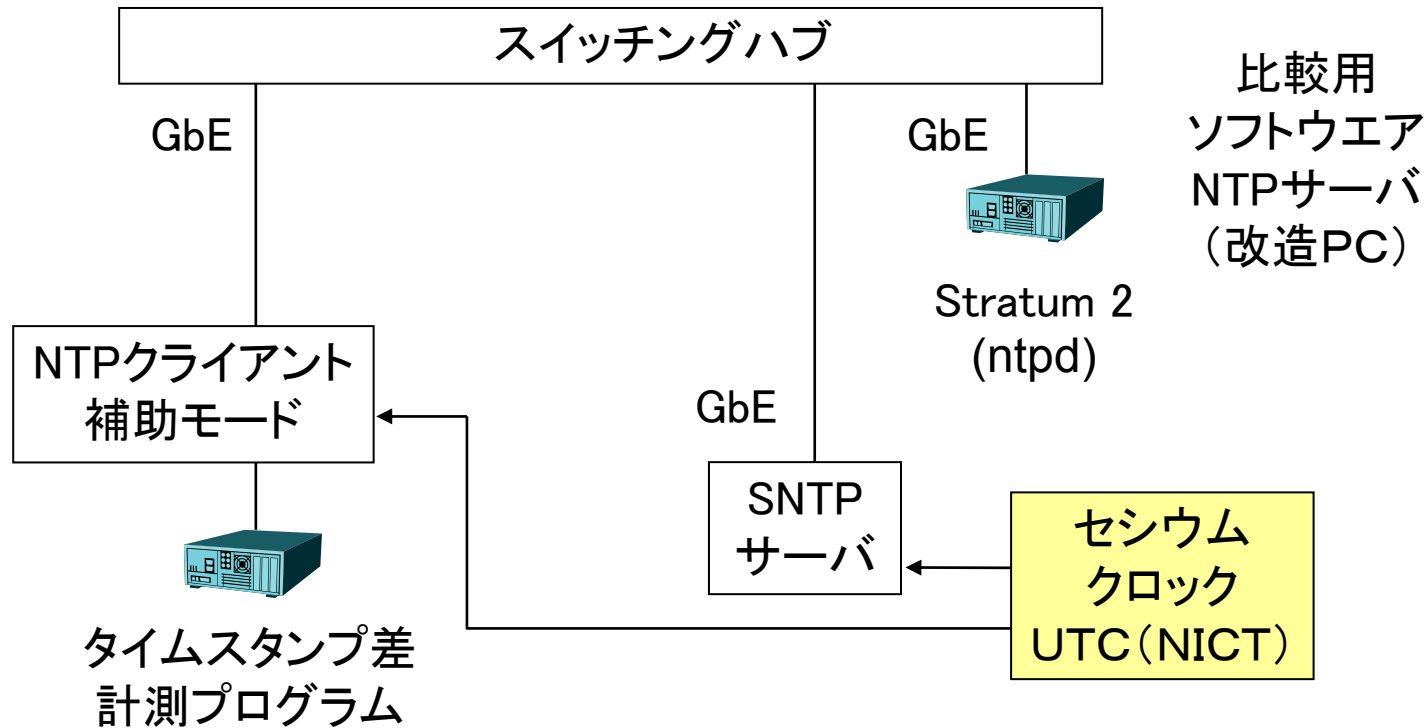 スイッチングハブ
GbE
GbE
比較用
ソフトウエア
NTPサーバ
（改造ＰＣ）
Stratum 2
(ntpd)
NTPクライアント
補助モード
GbE
SNTP
サーバ
セシウム
クロック
ＵＴＣ（ＮＩＣＴ）
タイムスタンプ差
計測プログラム